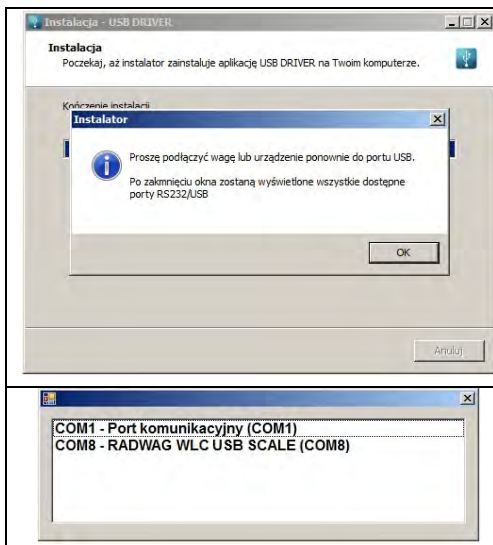 Instalacja - USB DRIVER
Instalacja
Poczekaj, aż instalator zainstaluje aplikację USB DRIVER na Twoim komputerze.
Kończenie instalacji
Instalator
Proszę podłączyć wagę lub urządzenie ponownie do portu USB.
Po zakmnięciu okna zostaną wyświetlone wszystkie dostępne
porty RS232/USB
OK
Anuluj
COM1 - Port komunikacyjny (COM1)
COM8 - RADWAG WLC USB SCALE (COM8)